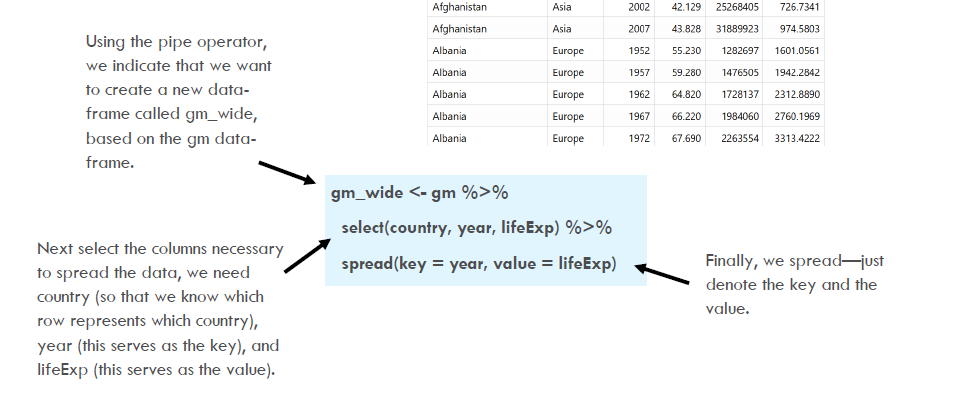 Afghanistan Asia 2002 42.129 25268405 726.7341
Afghanistan Asia 2007 43.828 31889923 974.5803
Albania Europe 1952 55.230 1282697 1601.0561
Albania Europe 1957 59.280 1476505 1942.2842
Albania Europe 1962 64.820 1728137 2312.8890
Albania Europe 1967 66.220 1984060 2760.1969
Albania Europe 1972 67.690 2263554 3313.4222
Using the pipe operator,
we indicate that we want
to create a new data-
frame called gm_wide,
based on the gm data-
frame.
gm_wide <- gm %>%
select(country, year, lifeExp) %>%
spread(key = year, value = lifeExp)
Next select the columns necessary
to spread the data, we need
country (so that we know which
row represents which country),
year (this serves as the key), and
lifeExp (this serves as the value).
Finally, we spread—just
denote the key and the
value.